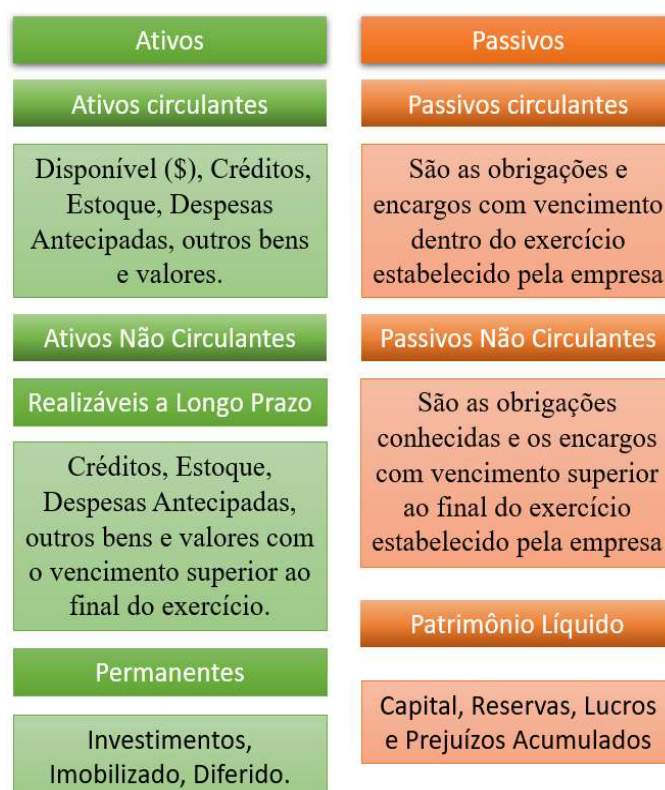 Ativos
Ativos circulantes
Disponível ($), Créditos,
Estoque, Despesas
Antecipadas, outros bens
e valores.
Ativos Não Circulantes
Realizáveis a Longo Prazo
Créditos, Estoque,
Despesas Antecipadas,
outros bens e valores com
o vencimento superior ao
final do exercício.
Permanentes
Investimentos,
Imobilizado, Diferido.
Passivos
Passivos circulantes
São as obrigações e
encargos com vencimento
dentro do exercício
estabelecido pela empresa
Passivos Não Circulantes
São as obrigações
conhecidas e os encargos
com vencimento superior
ao final do exercício
estabelecido pela empresa
Patrimônio Líquido
Capital, Reservas, Lucros
e Prejuízos Acumulados